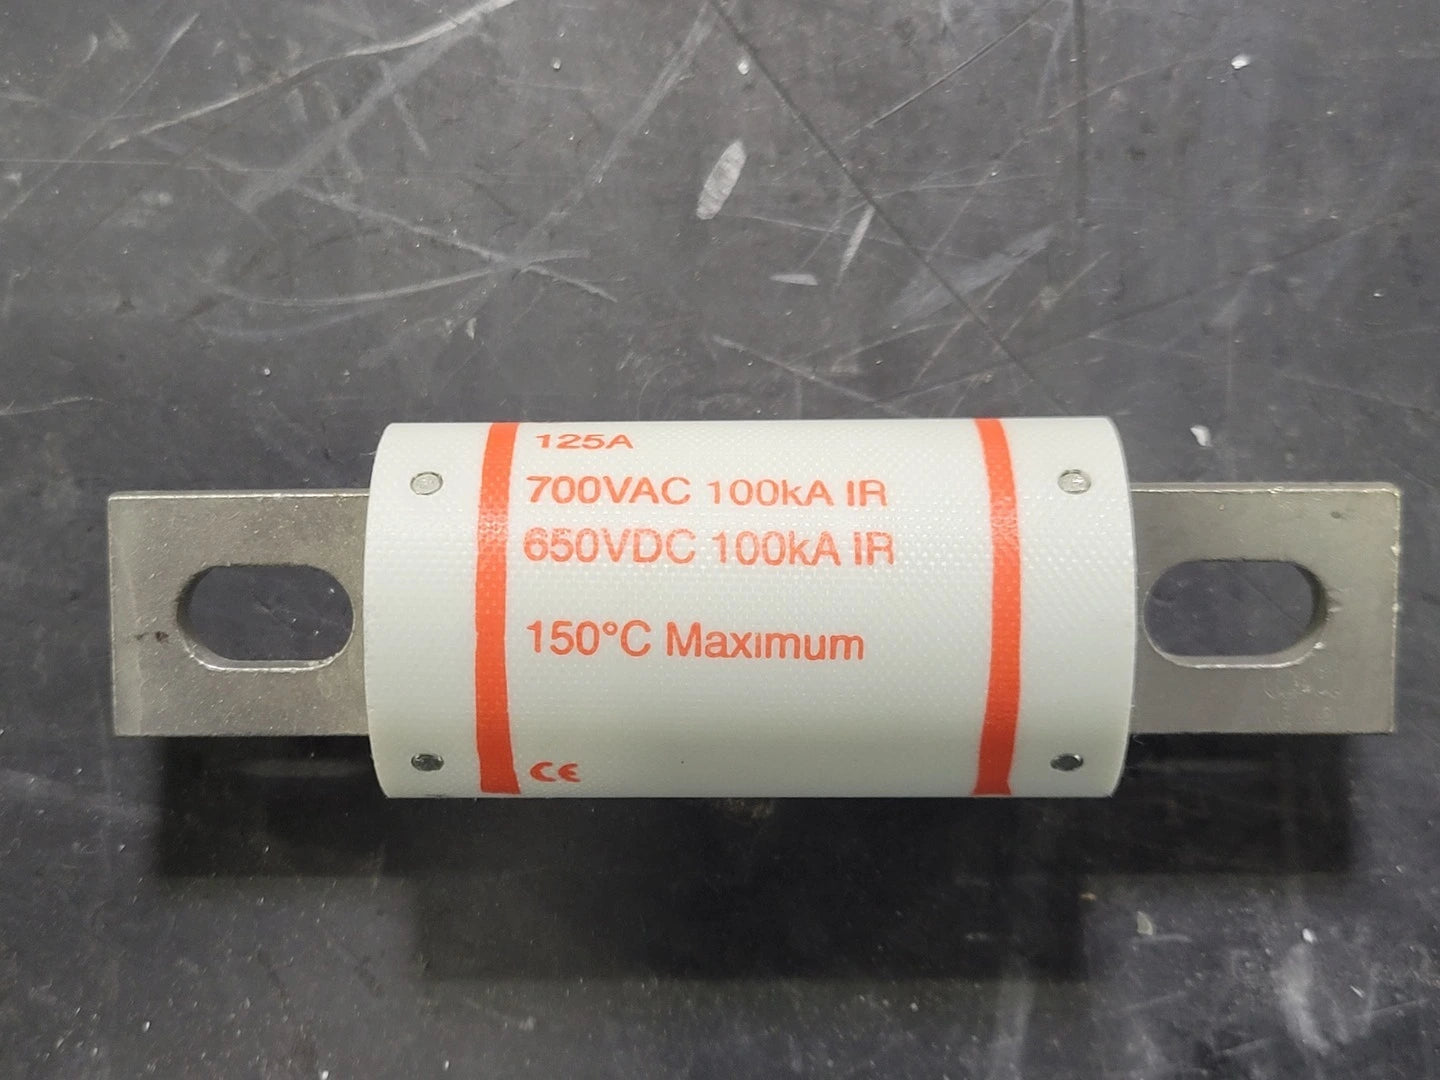 125A
700VAC 100kA IR
650VDC 100kA IR
150°C Maximum
CE